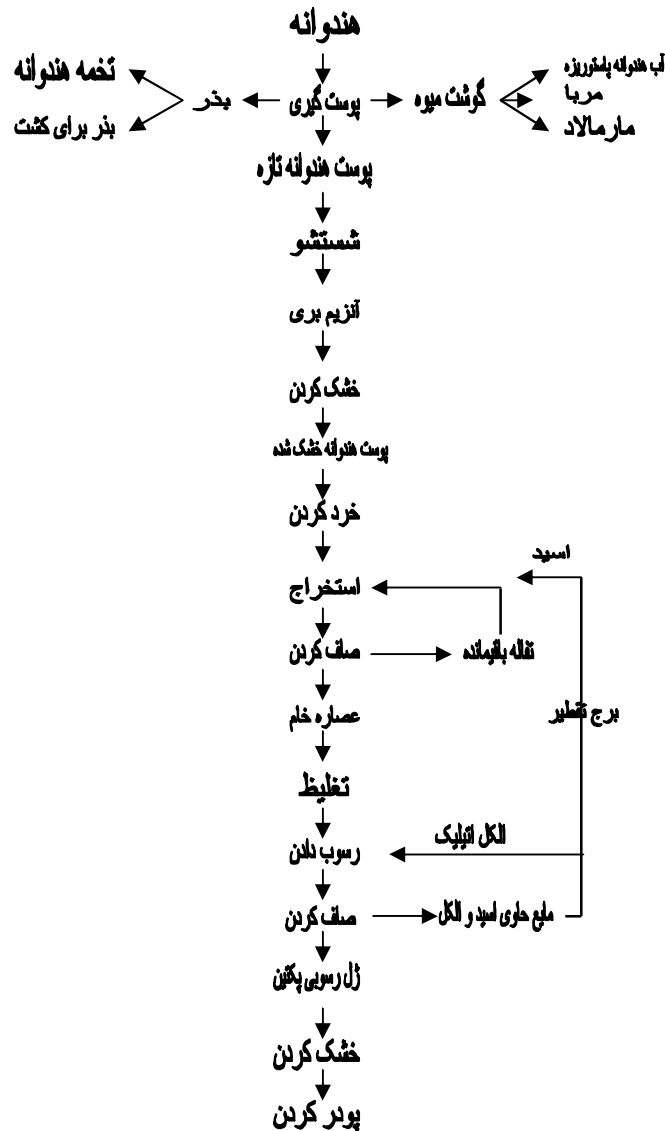 هندوانه
تخمه هندوانه
آب هندوانه پاستوریزه
بذر
پوست گیری
گوشت میوه
مربا
بذر برای کشت
مارمالاد
پوست هندوانه تازه
شستشو
آنزیم بری
خشک کردن
پوست هندوانه خشک شده
خرد کردن
اسید
استخراج
صاف کردن
تفاله باقیمانده
برج تقطیر
عصاره خام
تغلیظ
الکل اتیلیک
رسوب دادن
صاف کردن
مایع حاوی اسید و الکل
ژل رسوبی پکتین
خشک کردن
پودر کردن